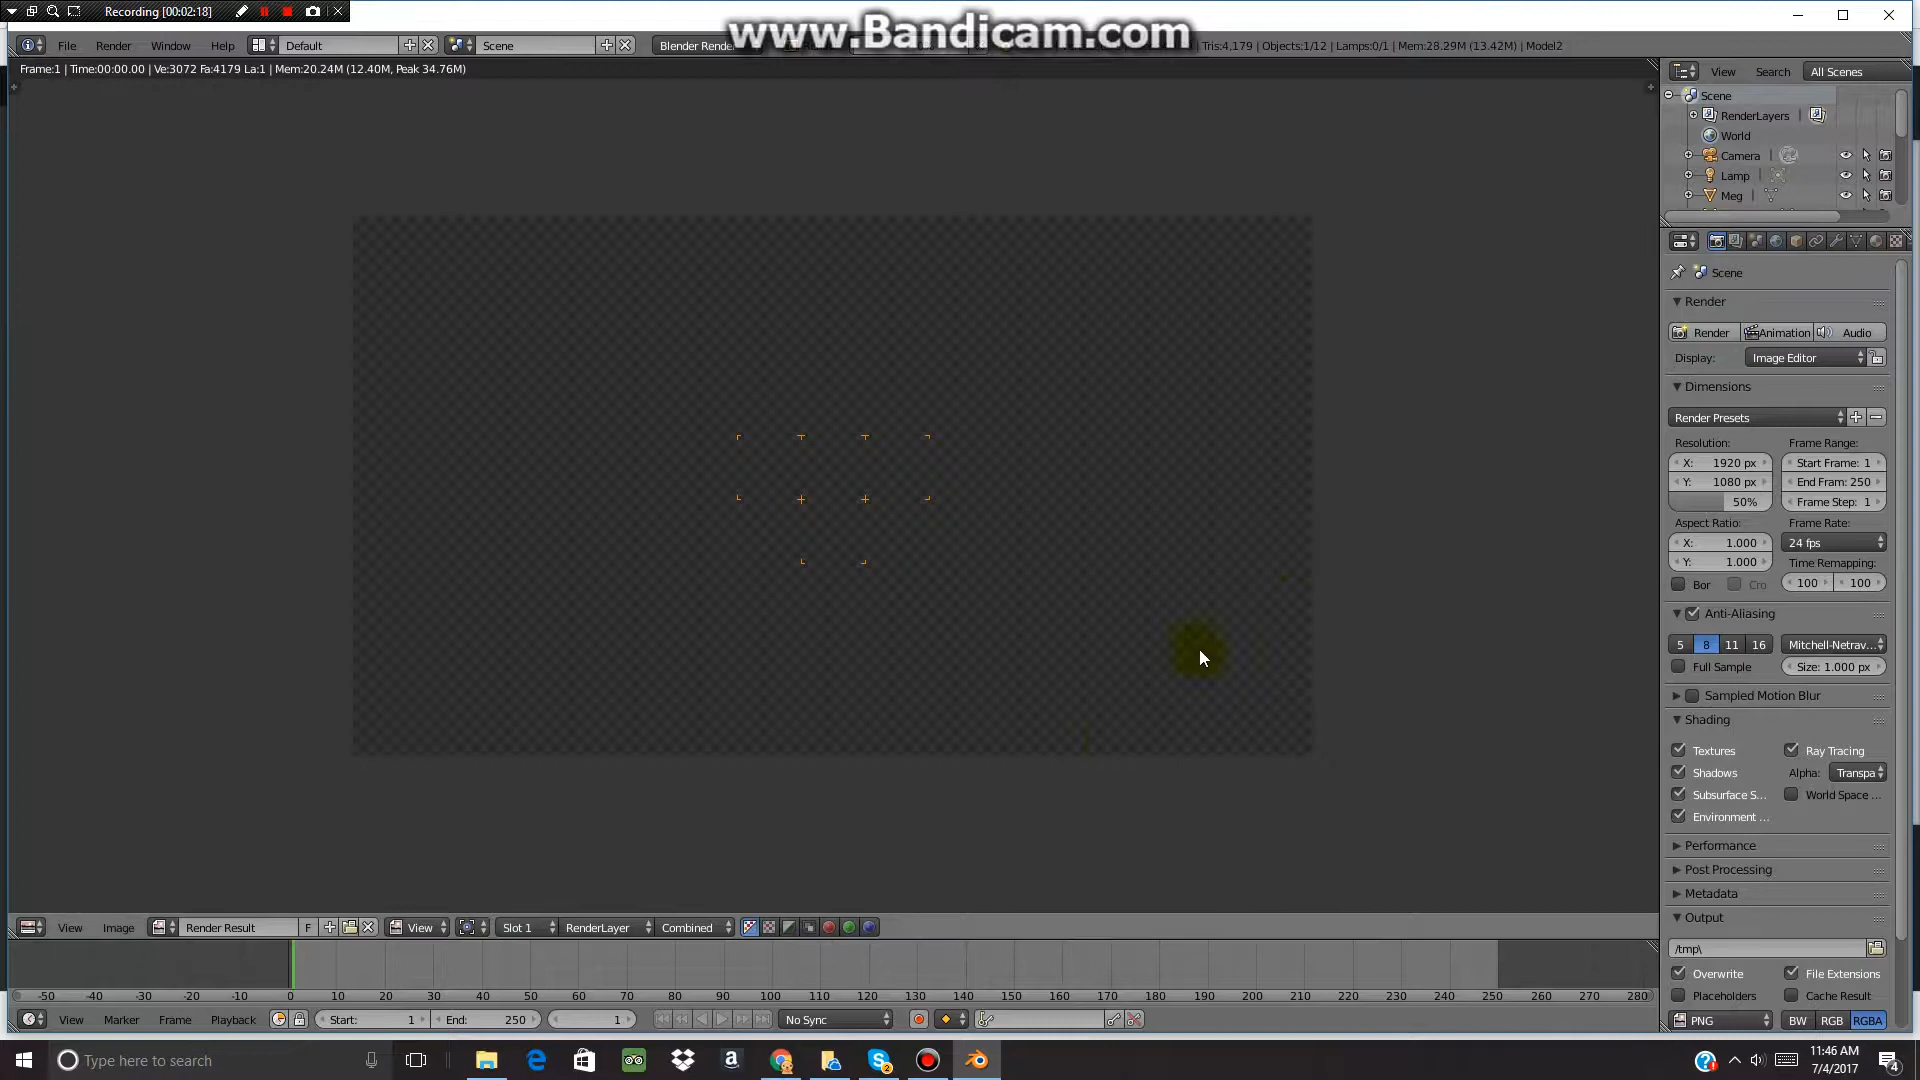 Recording [00:02:18]
www.Bandicam.com
File Render Window Help Default Scene Blender Render Tris:4,179 | Objects:1/12 | Lamps:0/1 | Mem:28.29M (13.42M) | Model2
Frame:1 | Time:00:00.00 | Ve:3072 Fa:4179 La:1 | Mem:20.24M (12.40M, Peak 34.76M)
View Search All Scenes
Scene
RenderLayers
World
Camera
Lamp
Meg
Scene
Render
Render Animation Audio
Display: Image Editor
Dimensions
Render Presets
Resolution: Frame Range:
X: 1920 px Start Frame: 1
Y: 1080 px End Fram: 250
50% Frame Step: 1
Aspect Ratio: Frame Rate:
X: 1.000 24 fps
Y: 1.000 Time Remapping:
Bor Cro 100 100
Anti-Aliasing
5 8 11 16 Mitchell-Netrav...
Full Sample Size: 1.000 px
Sampled Motion Blur
Shading
Textures Ray Tracing
Shadows Alpha: Transpa
Subsurface S... World Space ...
Environment ...
Performance
Post Processing
Metadata
Output
/tmp\
Overwrite File Extensions
Placeholders Cache Result
PNG BW RGB RGBA
View Image Render Result F View Slot 1 RenderLayer Combined
-50 -40 -30 -20 -10 0 10 20 30 40 50 60 70 80 90 100 110 120 130 140 150 160 170 180 190 200 210 220 230 240 250 260 270 280
View Marker Frame Playback Start: 1 End: 250 1 No Sync
Type here to search
11:46 AM
7/4/2017